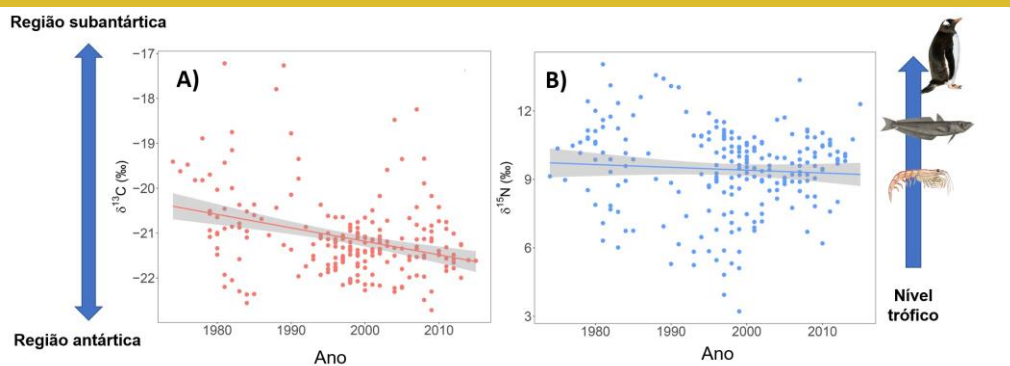 Região subantártica
A)
B)
−17
−18
−19
−20
−21
−22
δ¹³C (‰)
1980 1990 2000 2010
Ano
12
9
6
3
δ¹⁵N (‰)
1980 1990 2000 2010
Ano
Região antártica
Nível
trófico